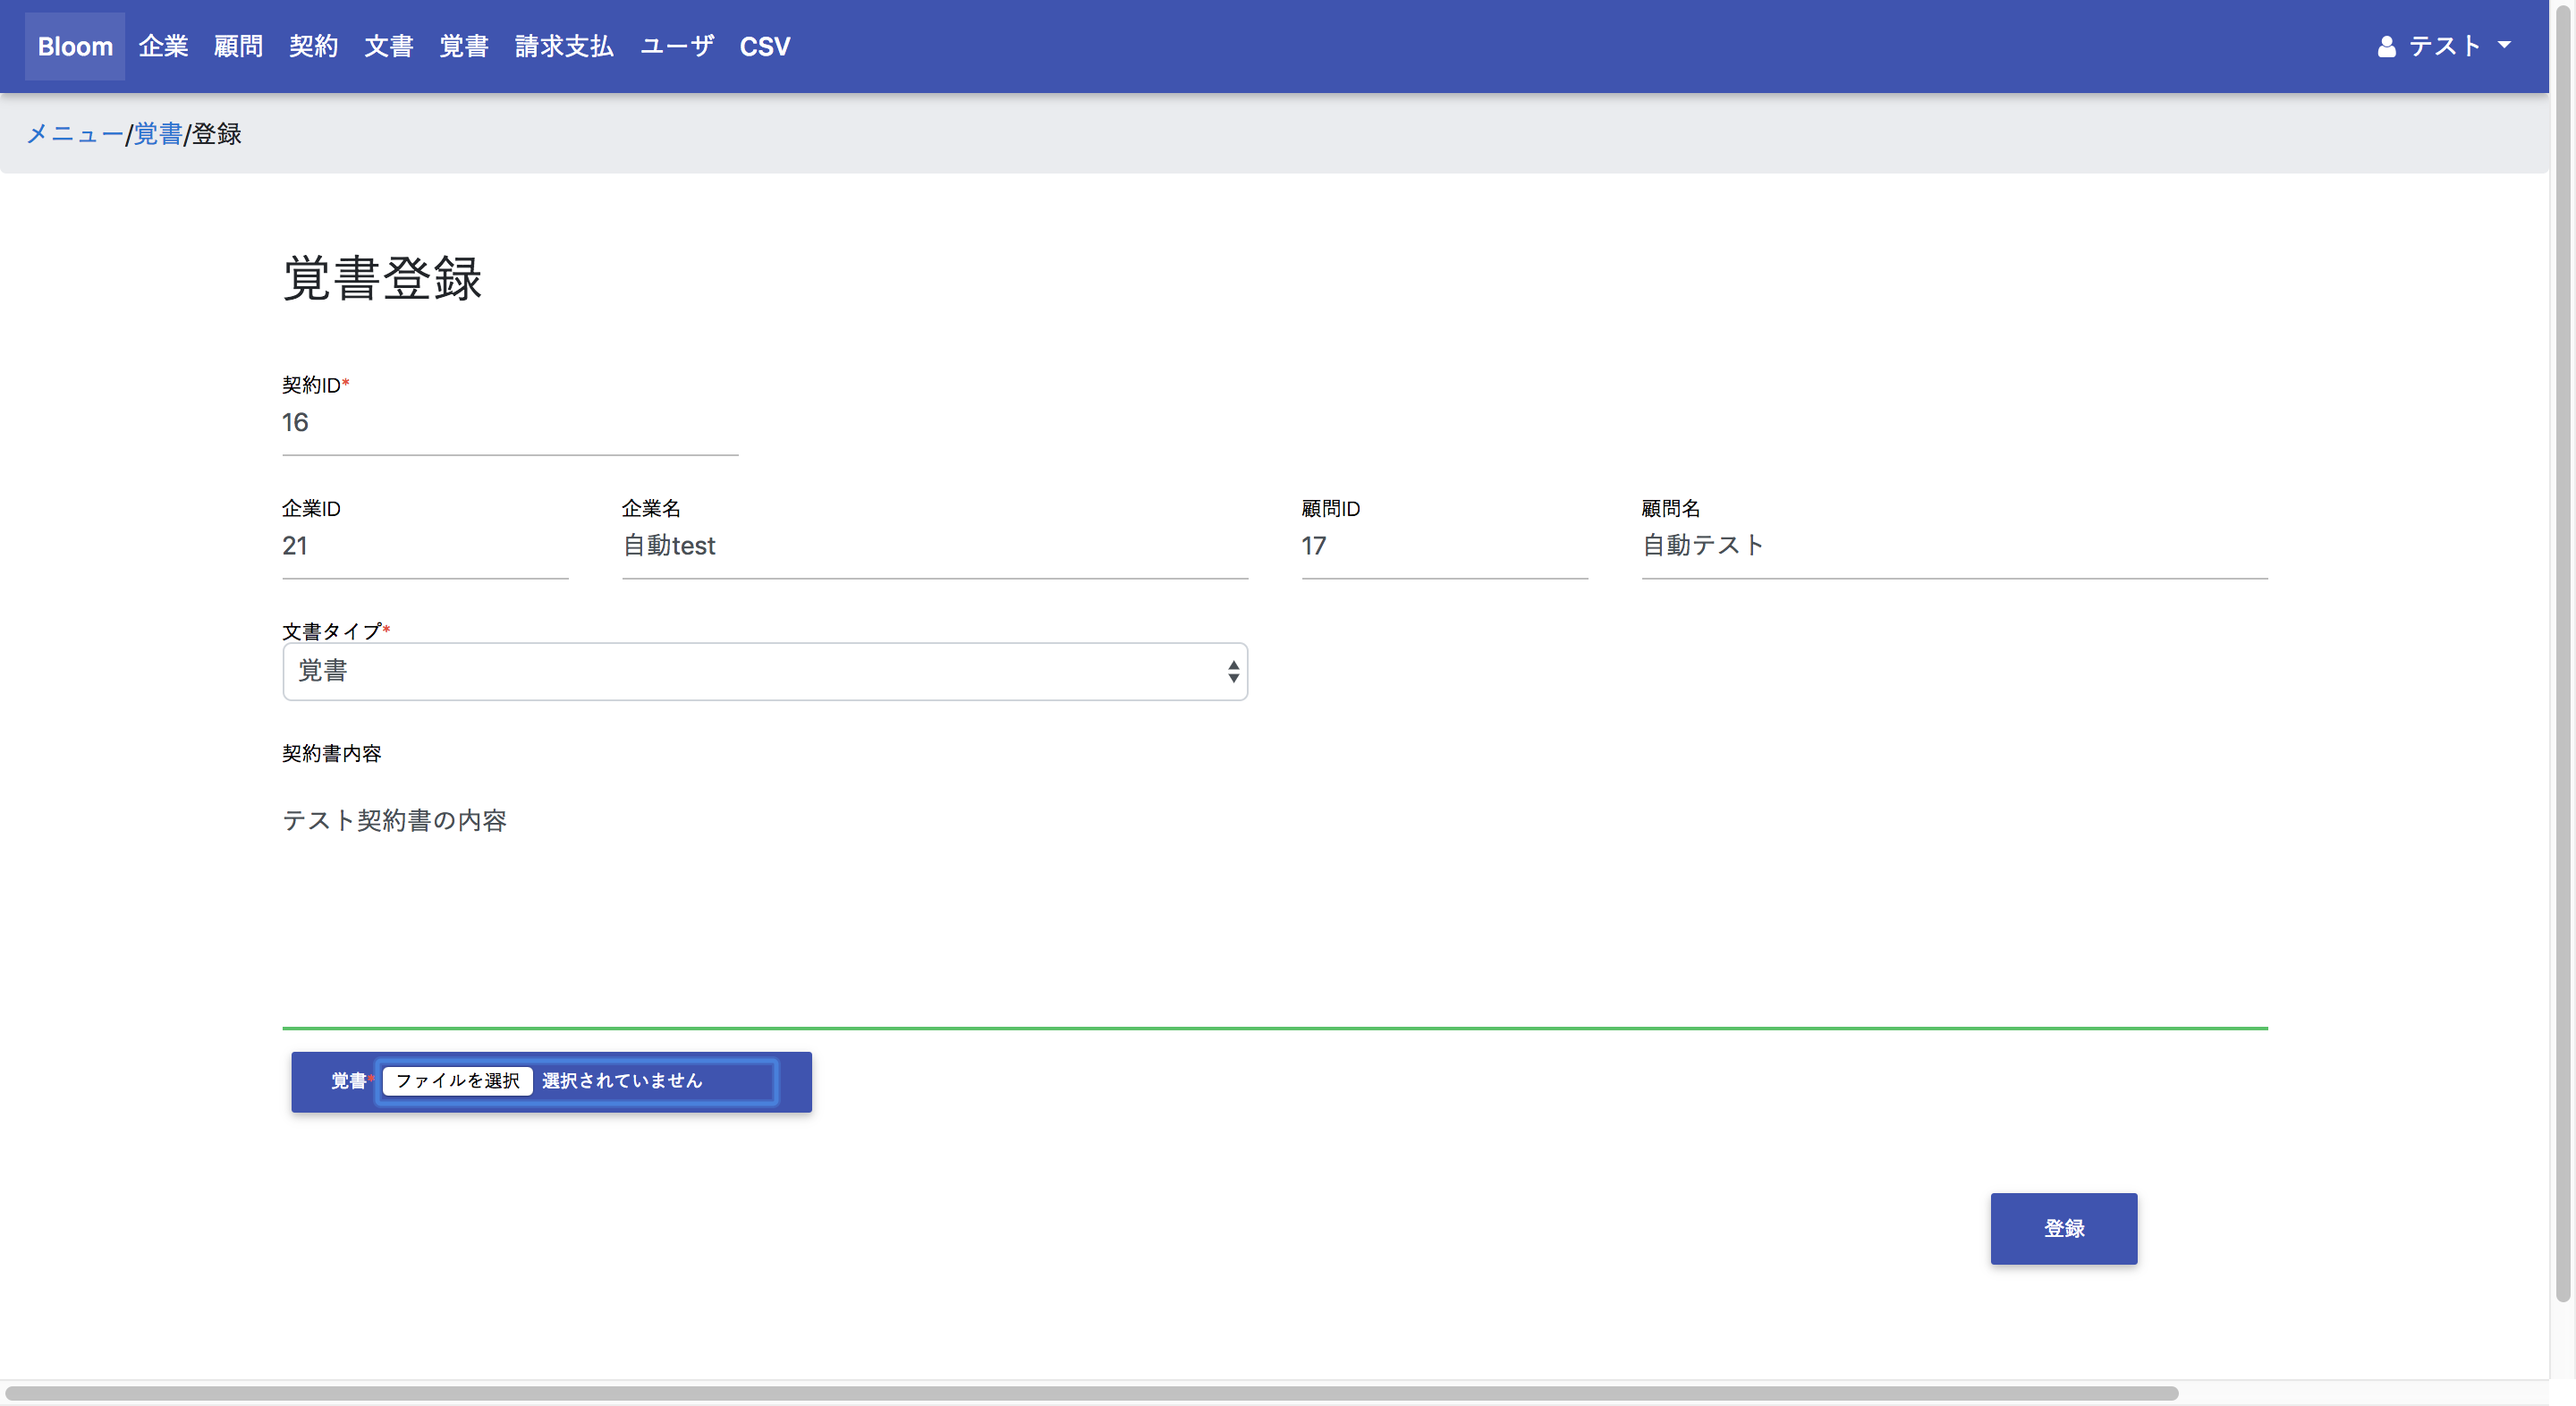 Bloom 企業 顧問 契約 文書 覚書 請求支払 ユーザ CSV テスト
メニュー/覚書/登録
覚書登録
契約ID*
16
企業ID 企業名 顧問ID 顧問名
21 自動test 17 自動テスト
文書タイプ*
覚書
契約書内容
テスト契約書の内容
覚書* ファイルを選択 選択されていません
登録